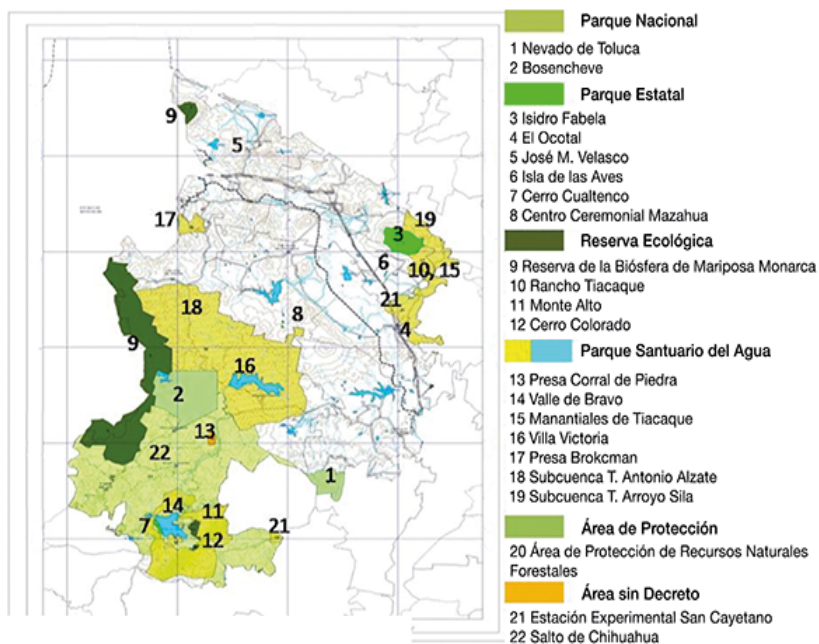 Parque Nacional
1 Nevado de Toluca
2 Bosencheve
Parque Estatal
3 Isidro Fabela
4 El Ocotal
5 José M. Velasco
6 Isla de las Aves
7 Cerro Cualtenco
8 Centro Ceremonial Mazahua
Reserva Ecológica
9 Reserva de la Biósfera de Mariposa Monarca
10 Rancho Tiacaque
11 Monte Alto
12 Cerro Colorado
Parque Santuario del Agua
13 Presa Corral de Piedra
14 Valle de Bravo
15 Manantiales de Tiacaque
16 Villa Victoria
17 Presa Brokcman
18 Subcuenca T. Antonio Alzate
19 Subcuenca T. Arroyo Sila
Área de Protección
20 Área de Protección de Recursos Naturales
Forestales
Área sin Decreto
21 Estación Experimental San Cayetano
22 Salto de Chihuahua
9
5
17
19
3
6
10, 15
18
21
8
4
9
16
2
13
22
1
14
11
7
12
21